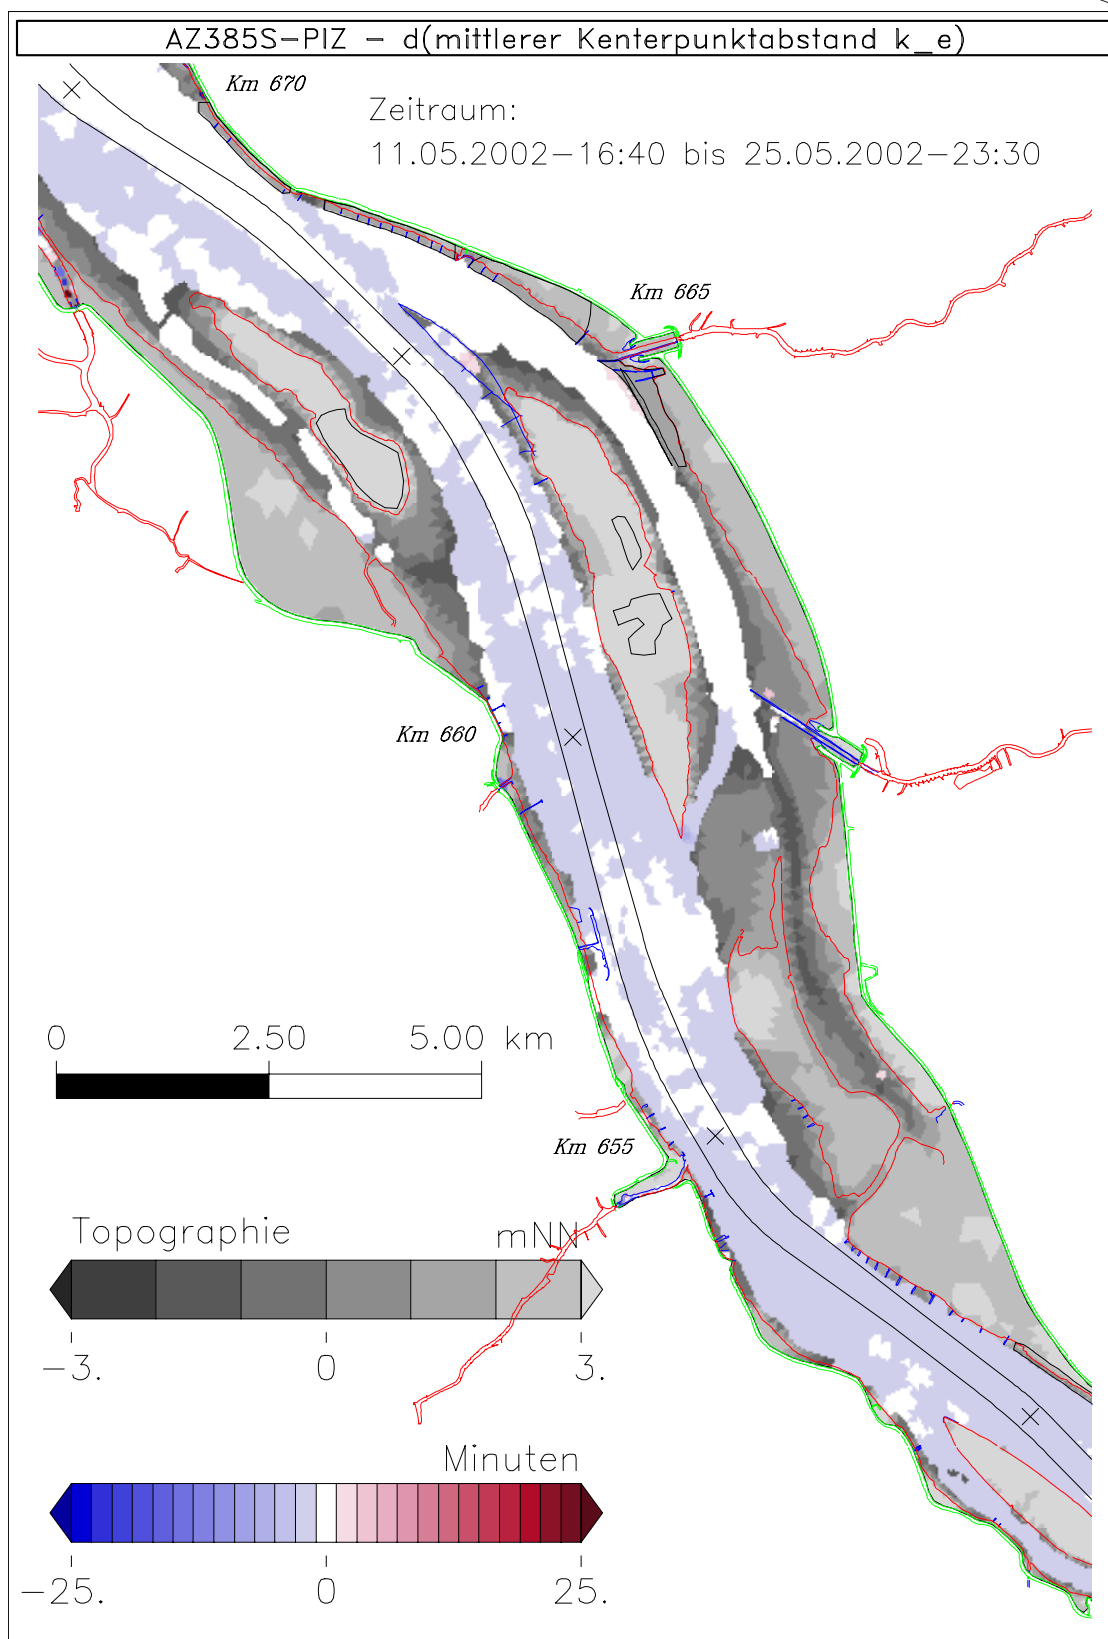 AZ385S-PIZ - d(mittlerer Kenterpunktabstand k_e)
Km 670
Zeitraum:
11.05.2002-16:40 bis 25.05.2002-23:30
Km 665
Km 660
0 2.50 5.00 km
Km 655
Topographie mNN
-3. 0 3.
Minuten
-25. 0 25.